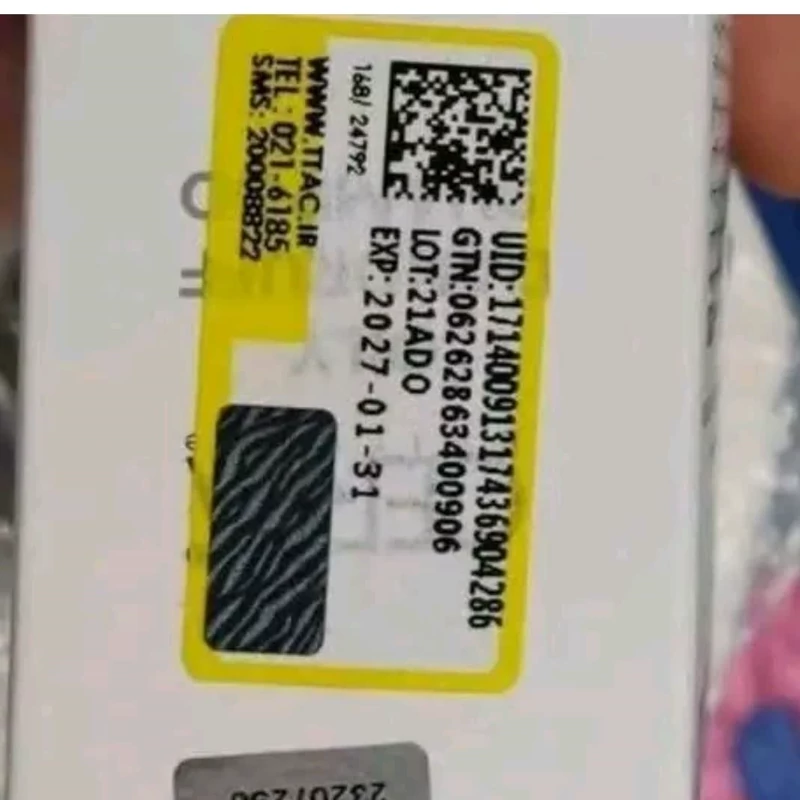 UID:17140091317436904286
GTN:06262863400906
LOT:21ADO
EXP:2027-01-31
168/24792
WWW.TTAC.IR
TEL: 021-6185
SMS: 20008822